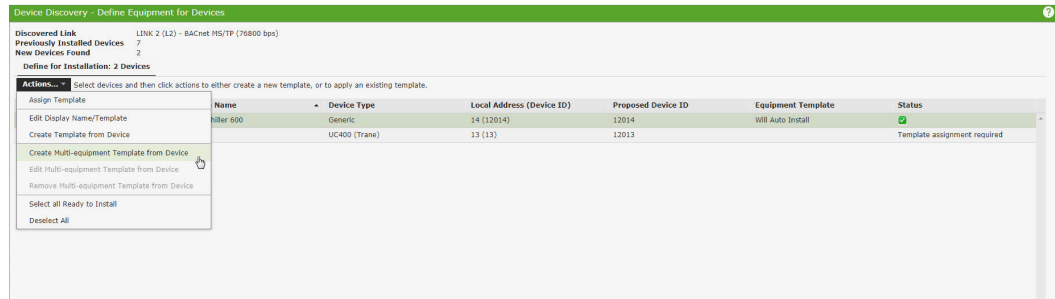 Device Discovery - Define Equipment for Devices
?
Discovered Link LINK 2 (L2) - BACnet MS/TP (76800 bps)
Previously Installed Devices 7
New Devices Found 2
Define for Installation: 2 Devices
Actions... Select devices and then click actions to either create a new template, or to apply an existing template.
Name Device Type Local Address (Device ID) Proposed Device ID Equipment Template Status
hiller 600 Generic 14 (12014) 12014 Will Auto Install
UC400 (Trane) 13 (13) 12013 Template assignment required
Assign Template
Edit Display Name/Template
Create Template from Device
Create Multi-equipment Template from Device
Edit Multi-equipment Template from Device
Remove Multi-equipment Template from Device
Select all Ready to Install
Deselect All